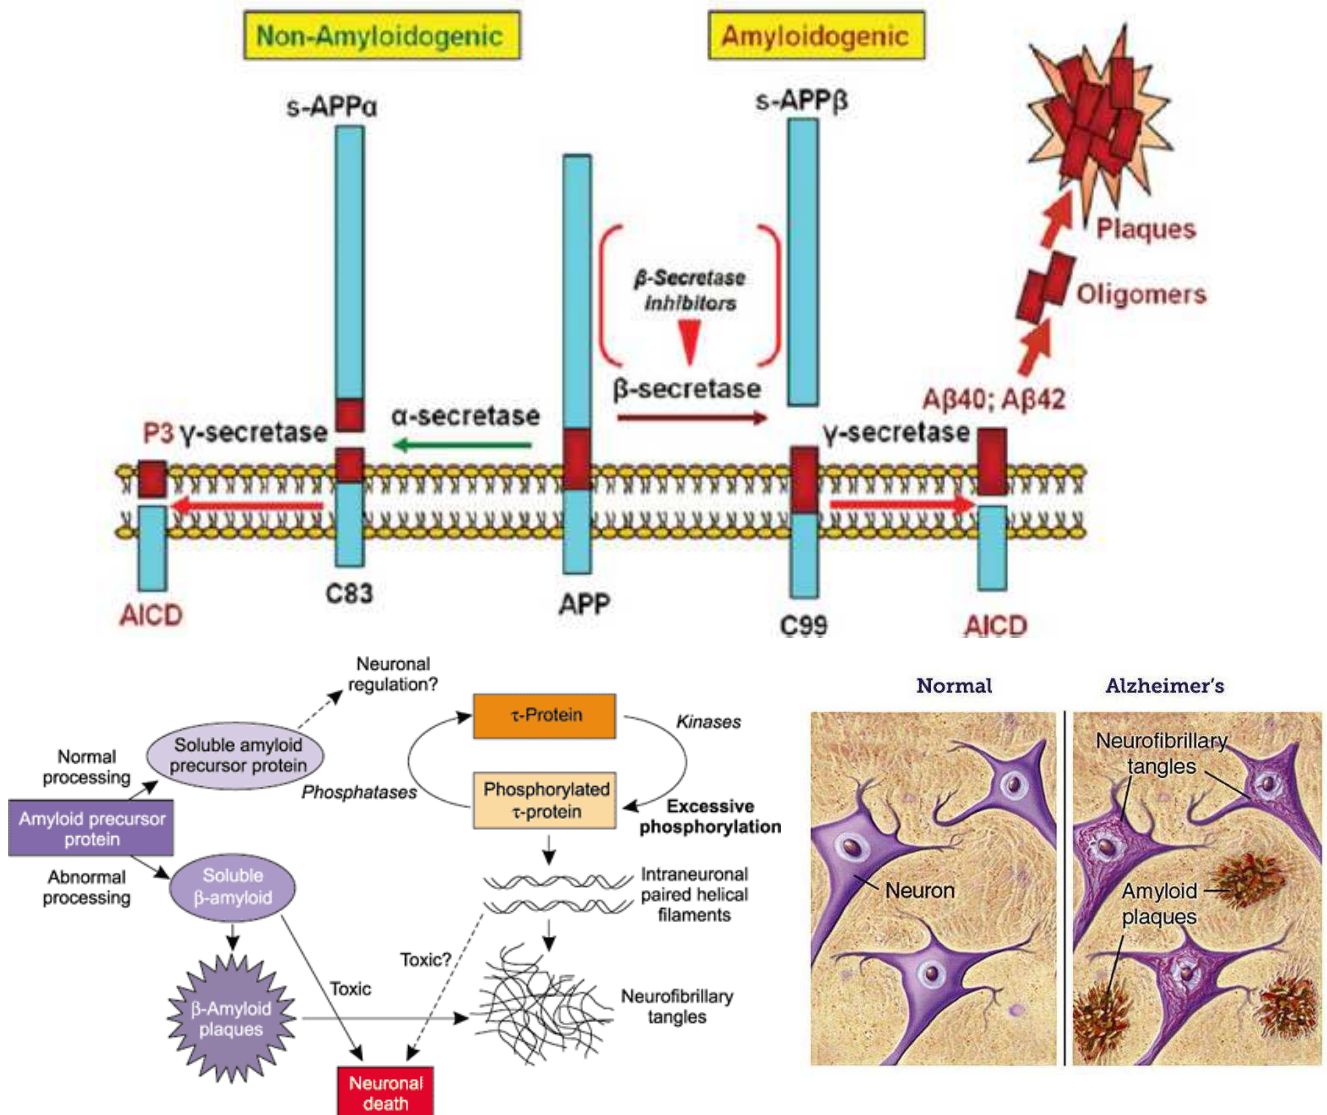 Non-Amyloidogenic
Amyloidogenic
s-APPα
s-APPβ
β-Secretase
inhibitors
Plaques
Oligomers
β-secretase
Aβ40; Aβ42
α-secretase
P3
γ-secretase
γ-secretase
AICD
C83
APP
C99
AICD
Neuronal
regulation?
Normal
processing
Soluble amyloid
precursor protein
Amyloid precursor
protein
Abnormal
processing
Soluble
β-amyloid
β-Amyloid
plaques
Toxic
Neuronal
death
τ-Protein
Kinases
Phosphatases
Phosphorylated
τ-protein
Excessive
phosphorylation
Intraneuronal
paired helical
filaments
Toxic?
Neurofibrillary
tangles
Normal
Alzheimer's
Neuron
Neurofibrillary
tangles
Amyloid
plaques